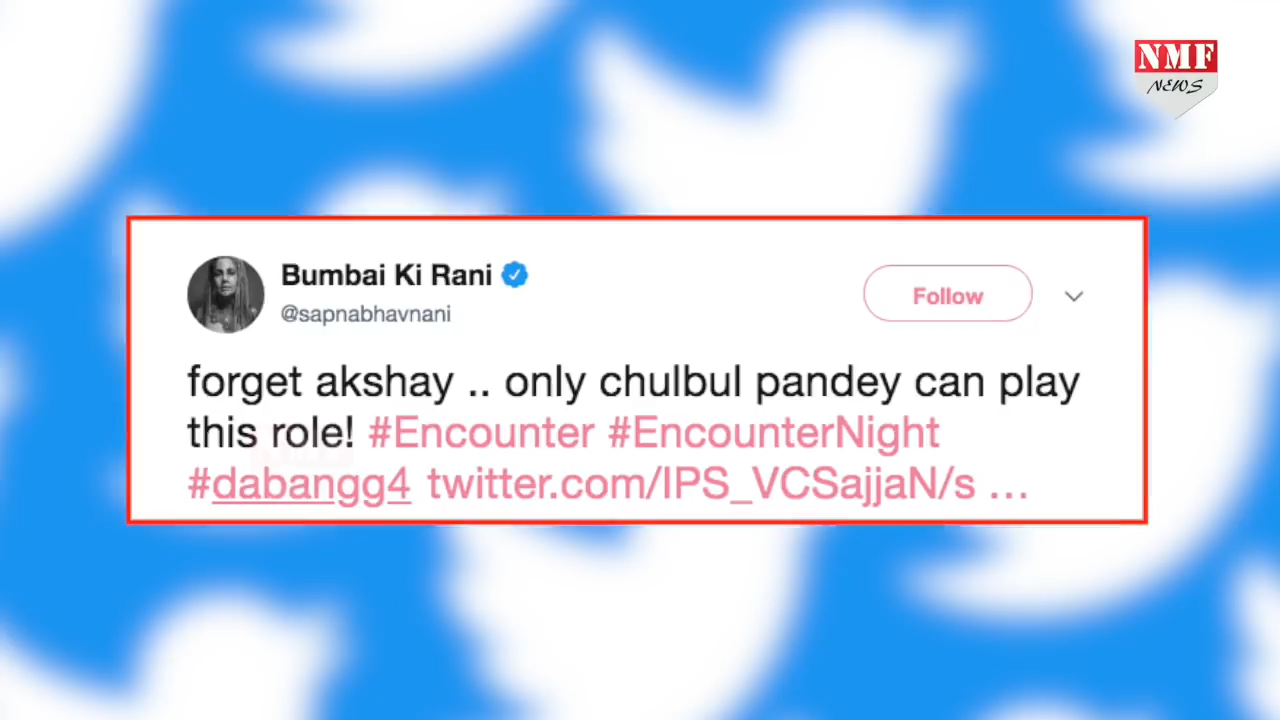 NMF
NEWS
Bumbai Ki Rani
@sapnabhavnani
Follow
forget akshay .. only chulbul pandey can play
this role! #Encounter #EncounterNight
#dabangg4 twitter.com/IPS_VCSajjaN/s ...